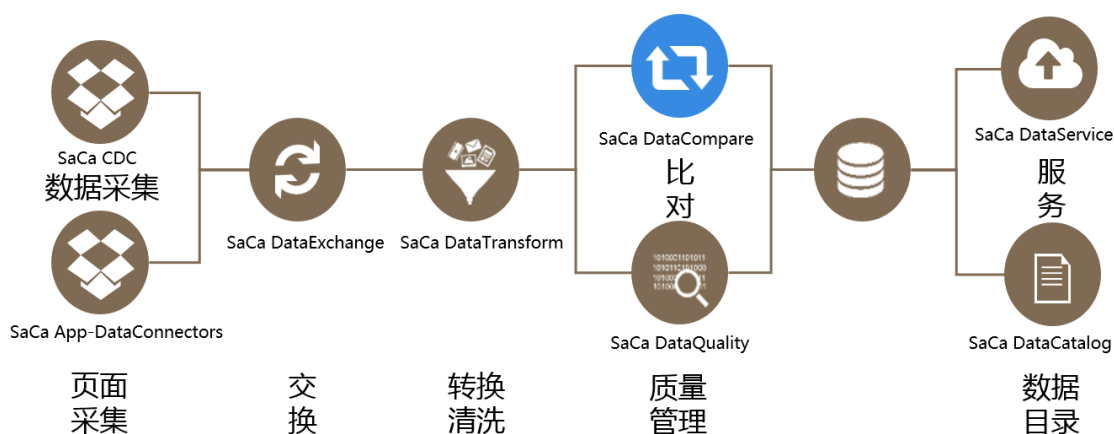 SaCa CDC
数据采集
SaCa App-DataConnectors
页面
采集
SaCa DataExchange
交
换
SaCa DataTransform
转换
清洗
SaCa DataCompare
比
对
SaCa DataQuality
质量
管理
SaCa DataService
服
务
SaCa DataCatalog
数据
目录